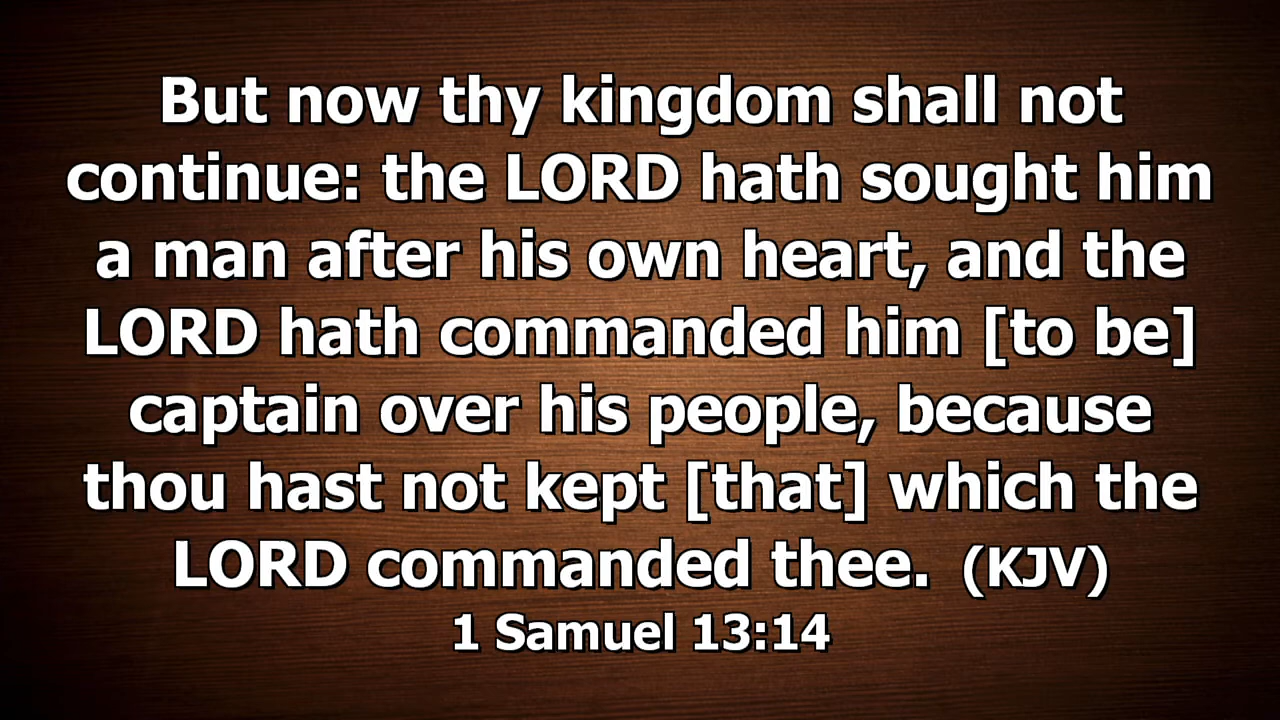 But now thy kingdom shall not
continue: the LORD hath sought him
a man after his own heart, and the
LORD hath commanded him [to be]
captain over his people, because
thou hast not kept [that] which the
LORD commanded thee. (KJV)
1 Samuel 13:14